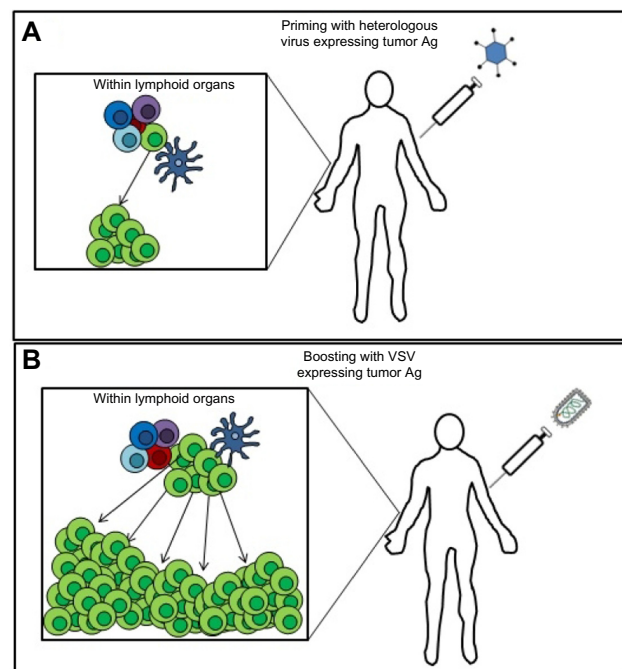 A
Priming with heterologous
virus expressing tumor Ag
Within lymphoid organs
B
Boosting with VSV
expressing tumor Ag
Within lymphoid organs